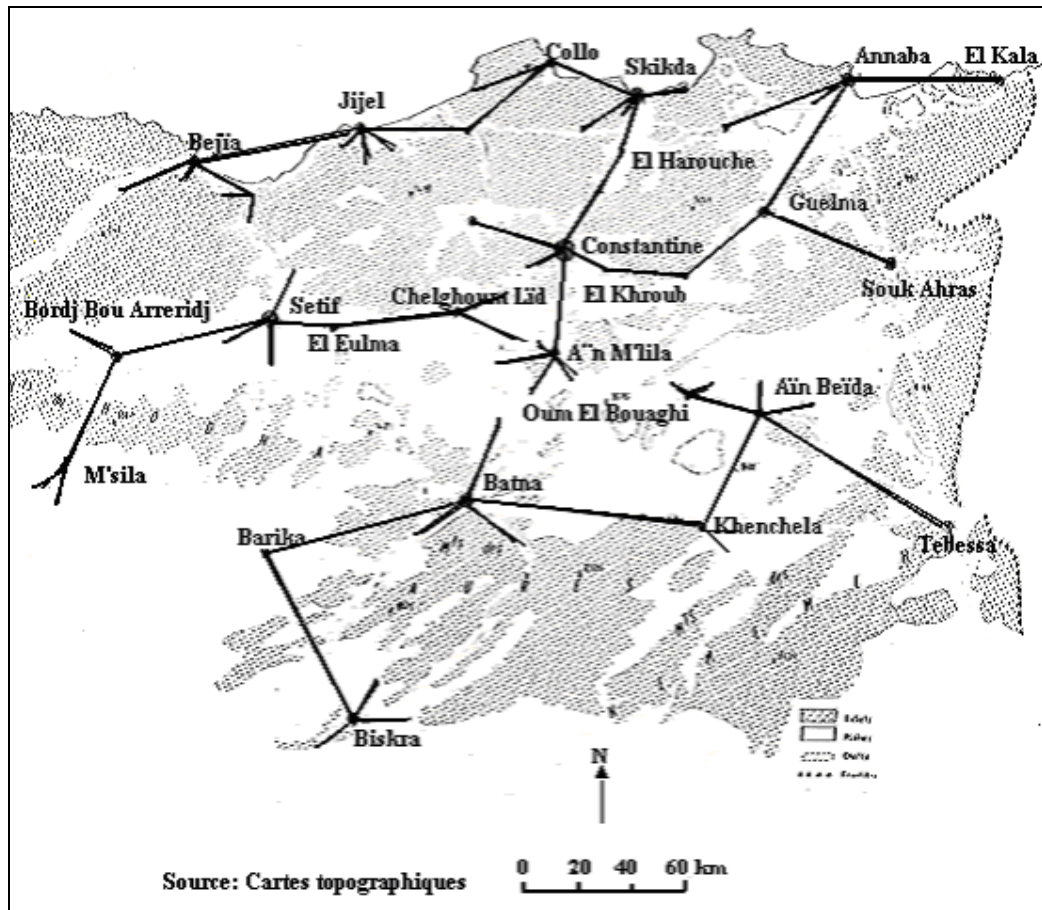 Collo
Skikda
Annaba
El Kala
Jijel
Bejïa
El Harouche
Guelma
Constantine
Souk Ahras
El Khroub
Bordj Bou Arreridj
Setif
Chelghoum Lïd
El Eulma
A¨n M'lila
Aïn Beïda
Oum El Bouaghi
M'sila
Batna
Khenchela
Tebessa
Barika
Biskra
N
0 20 40 60 km
Source: Cartes topographiques